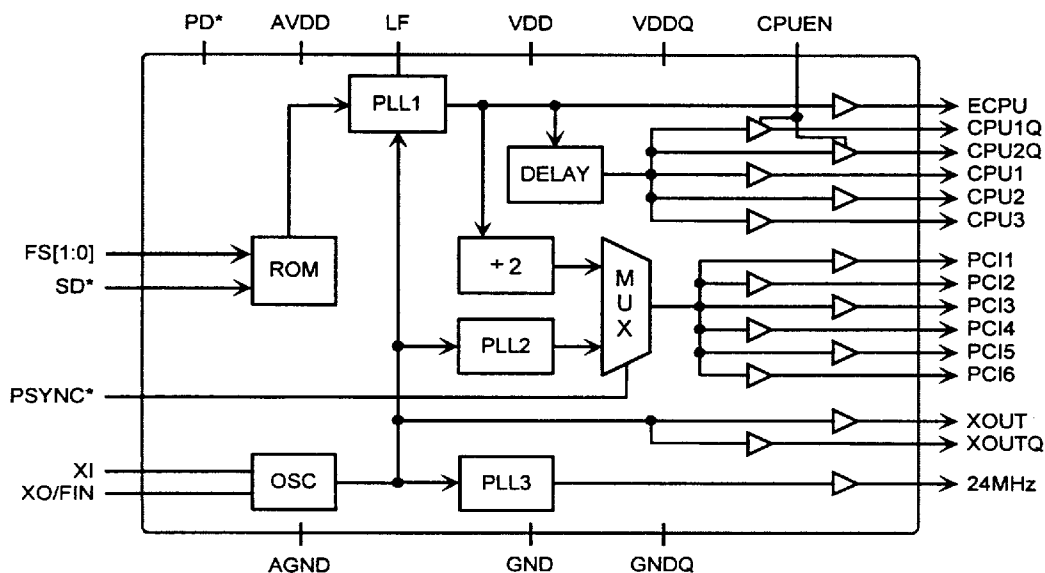 PD* AVDD LF VDD VDDQ CPUEN
PLL1
ECPU
CPU1Q
CPU2Q
DELAY
CPU1
CPU2
CPU3
FS[1:0]
SD*
ROM
÷2
MUX
PCI1
PCI2
PCI3
PCI4
PCI5
PCI6
PLL2
PSYNC*
XOUT
XOUTQ
XI
XO/FIN
OSC
PLL3
24MHz
AGND GND GNDQ